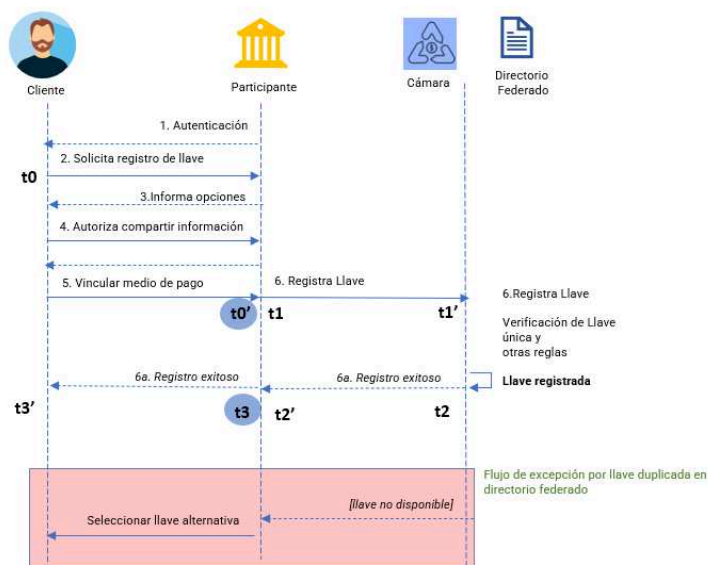 Cliente
Participante
Cámara
Directorio
Federado
1. Autenticación
2. Solicita registro de llave
t0
3.Informa opciones
4. Autoriza compartir información
5. Vincular medio de pago
6. Registra Llave
6.Registra Llave
t0’
t1
t1’
Verificación de Llave
única y
otras reglas
6a. Registro exitoso
6a. Registro exitoso
Llave registrada
t3’
t3
t2’
t2
Flujo de excepción por llave duplicada en
directorio federado
[llave no disponible]
Seleccionar llave alternativa